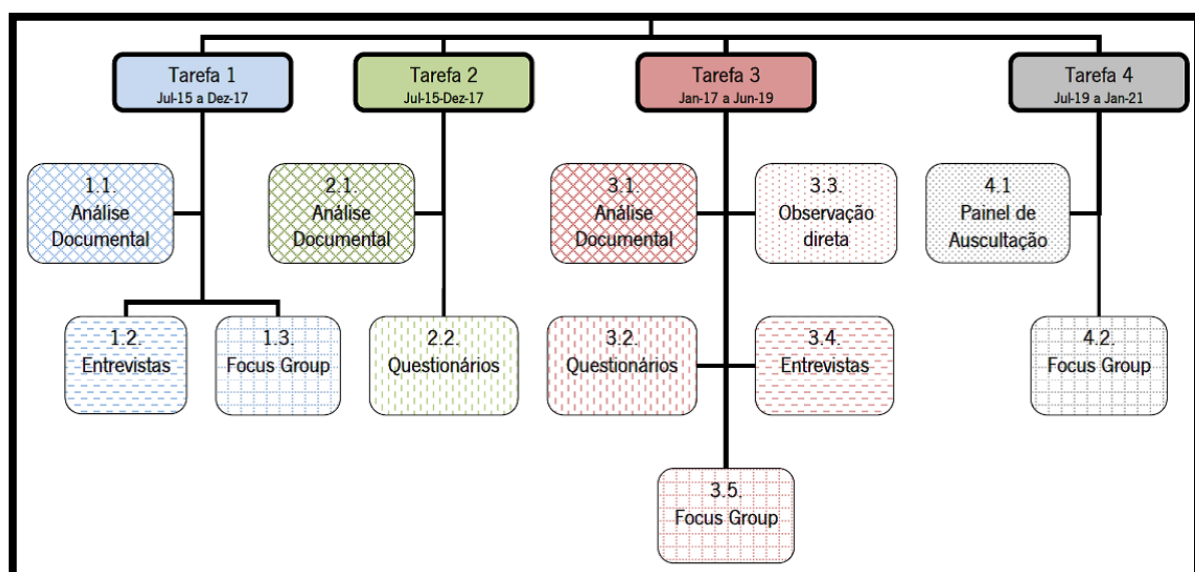 Tarefa 1
Jul-15 a Dez-17
Tarefa 2
Jul-15-Dez-17
Tarefa 3
Jan-17 a Jun-19
Tarefa 4
Jul-19 a Jan-21
1.1.
Análise
Documental
2.1.
Análise
Documental
3.1.
Análise
Documental
3.3.
Observação
direta
4.1
Painel de
Auscultação
1.2.
Entrevistas
1.3.
Focus Group
2.2.
Questionários
3.2.
Questionários
3.4.
Entrevistas
4.2.
Focus Group
3.5.
Focus Group